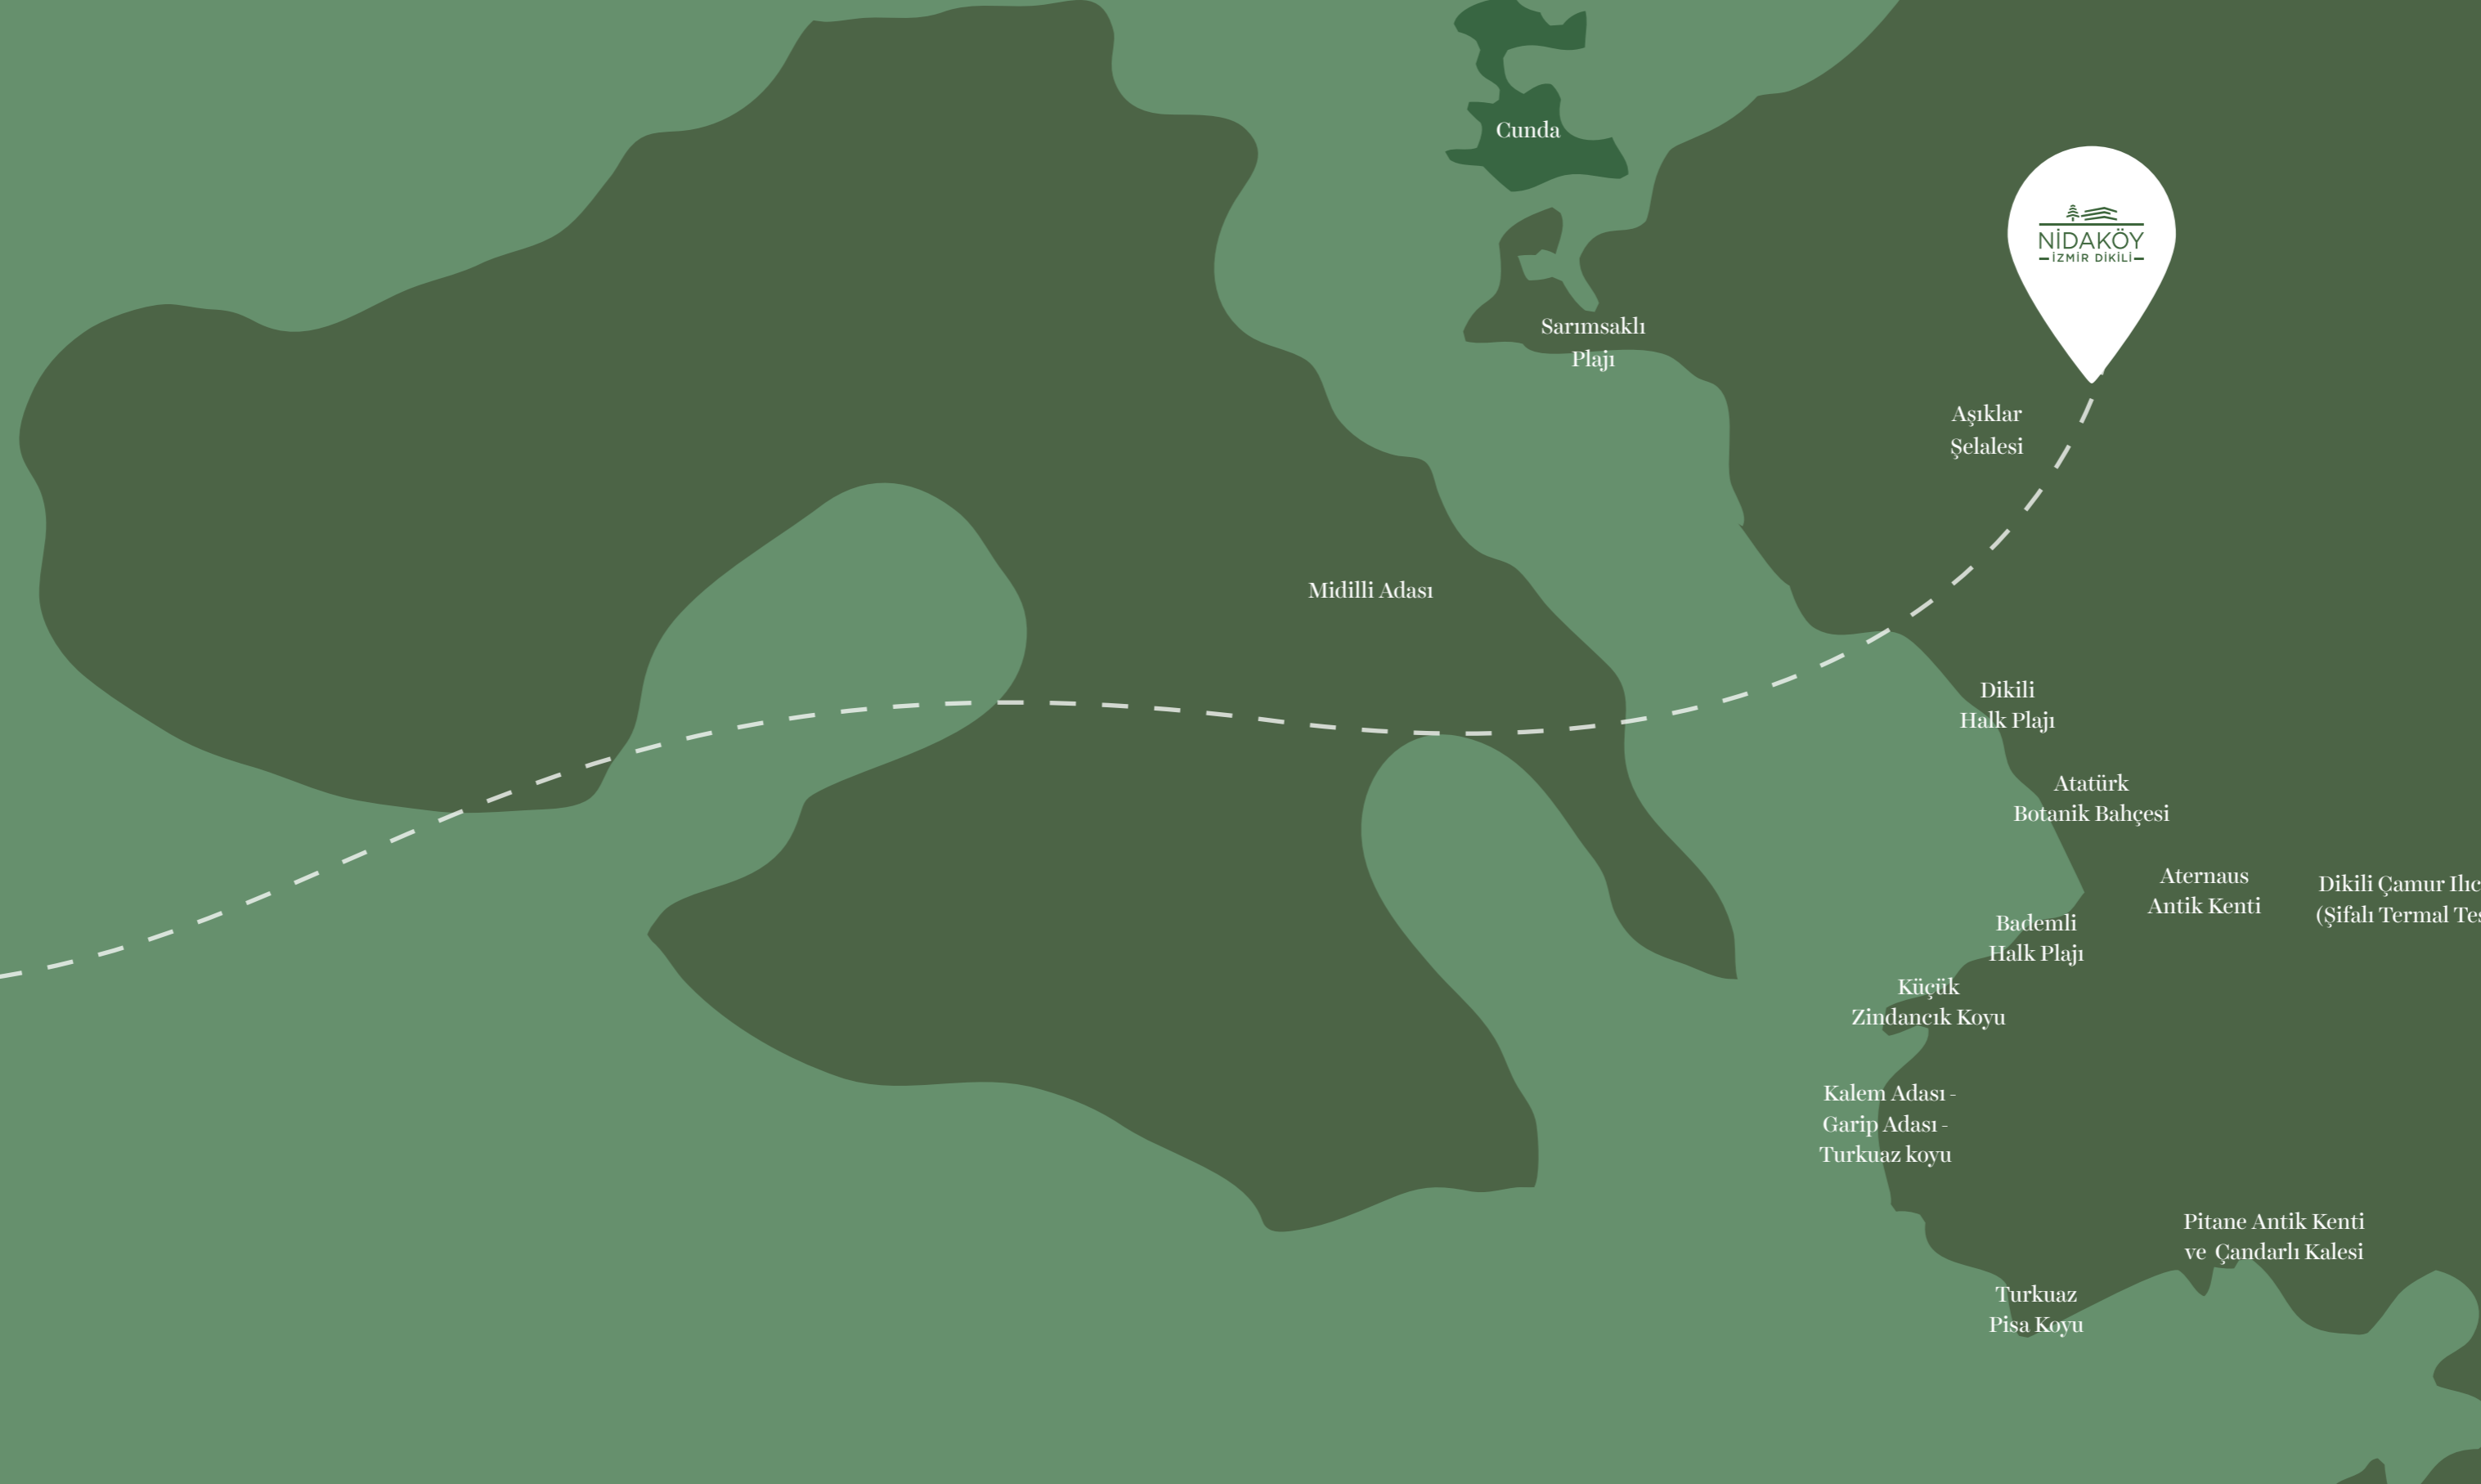 Cunda
NİDAKÖY
İZMİR DİKİLİ
Sarımsaklı
Plajı
Aşıklar
Şelalesi
Midilli Adası
Dikili
Halk Plajı
Atatürk
Botanik Bahçesi
Aternaus
Antik Kenti
Dikili Çamur Ilıc
(Şifalı Termal Tes
Bademli
Halk Plajı
Küçük
Zindancık Koyu
Kalem Adası -
Garip Adası -
Turkuaz koyu
Pitane Antik Kenti
ve Çandarlı Kalesi
Turkuaz
Pisa Koyu